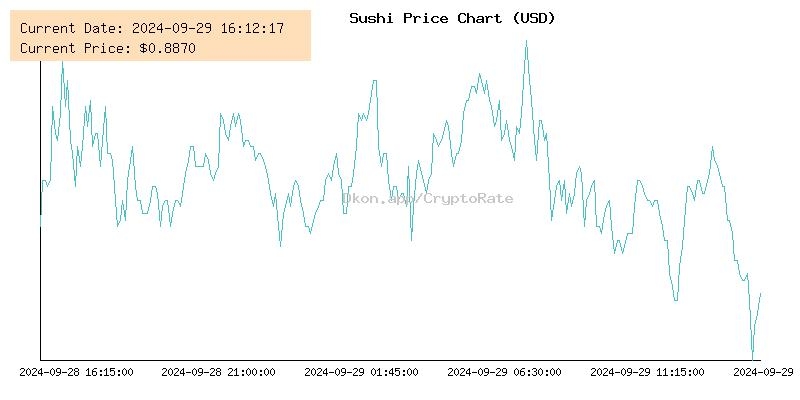 Sushi Price Chart (USD)
Current Date: 2024-09-29 16:12:17
Current Price: $0.8870
Dkon.app/CryptoRate
2024-09-28 16:15:00 2024-09-28 21:00:00 2024-09-29 01:45:00 2024-09-29 06:30:00 2024-09-29 11:15:00 2024-09-29